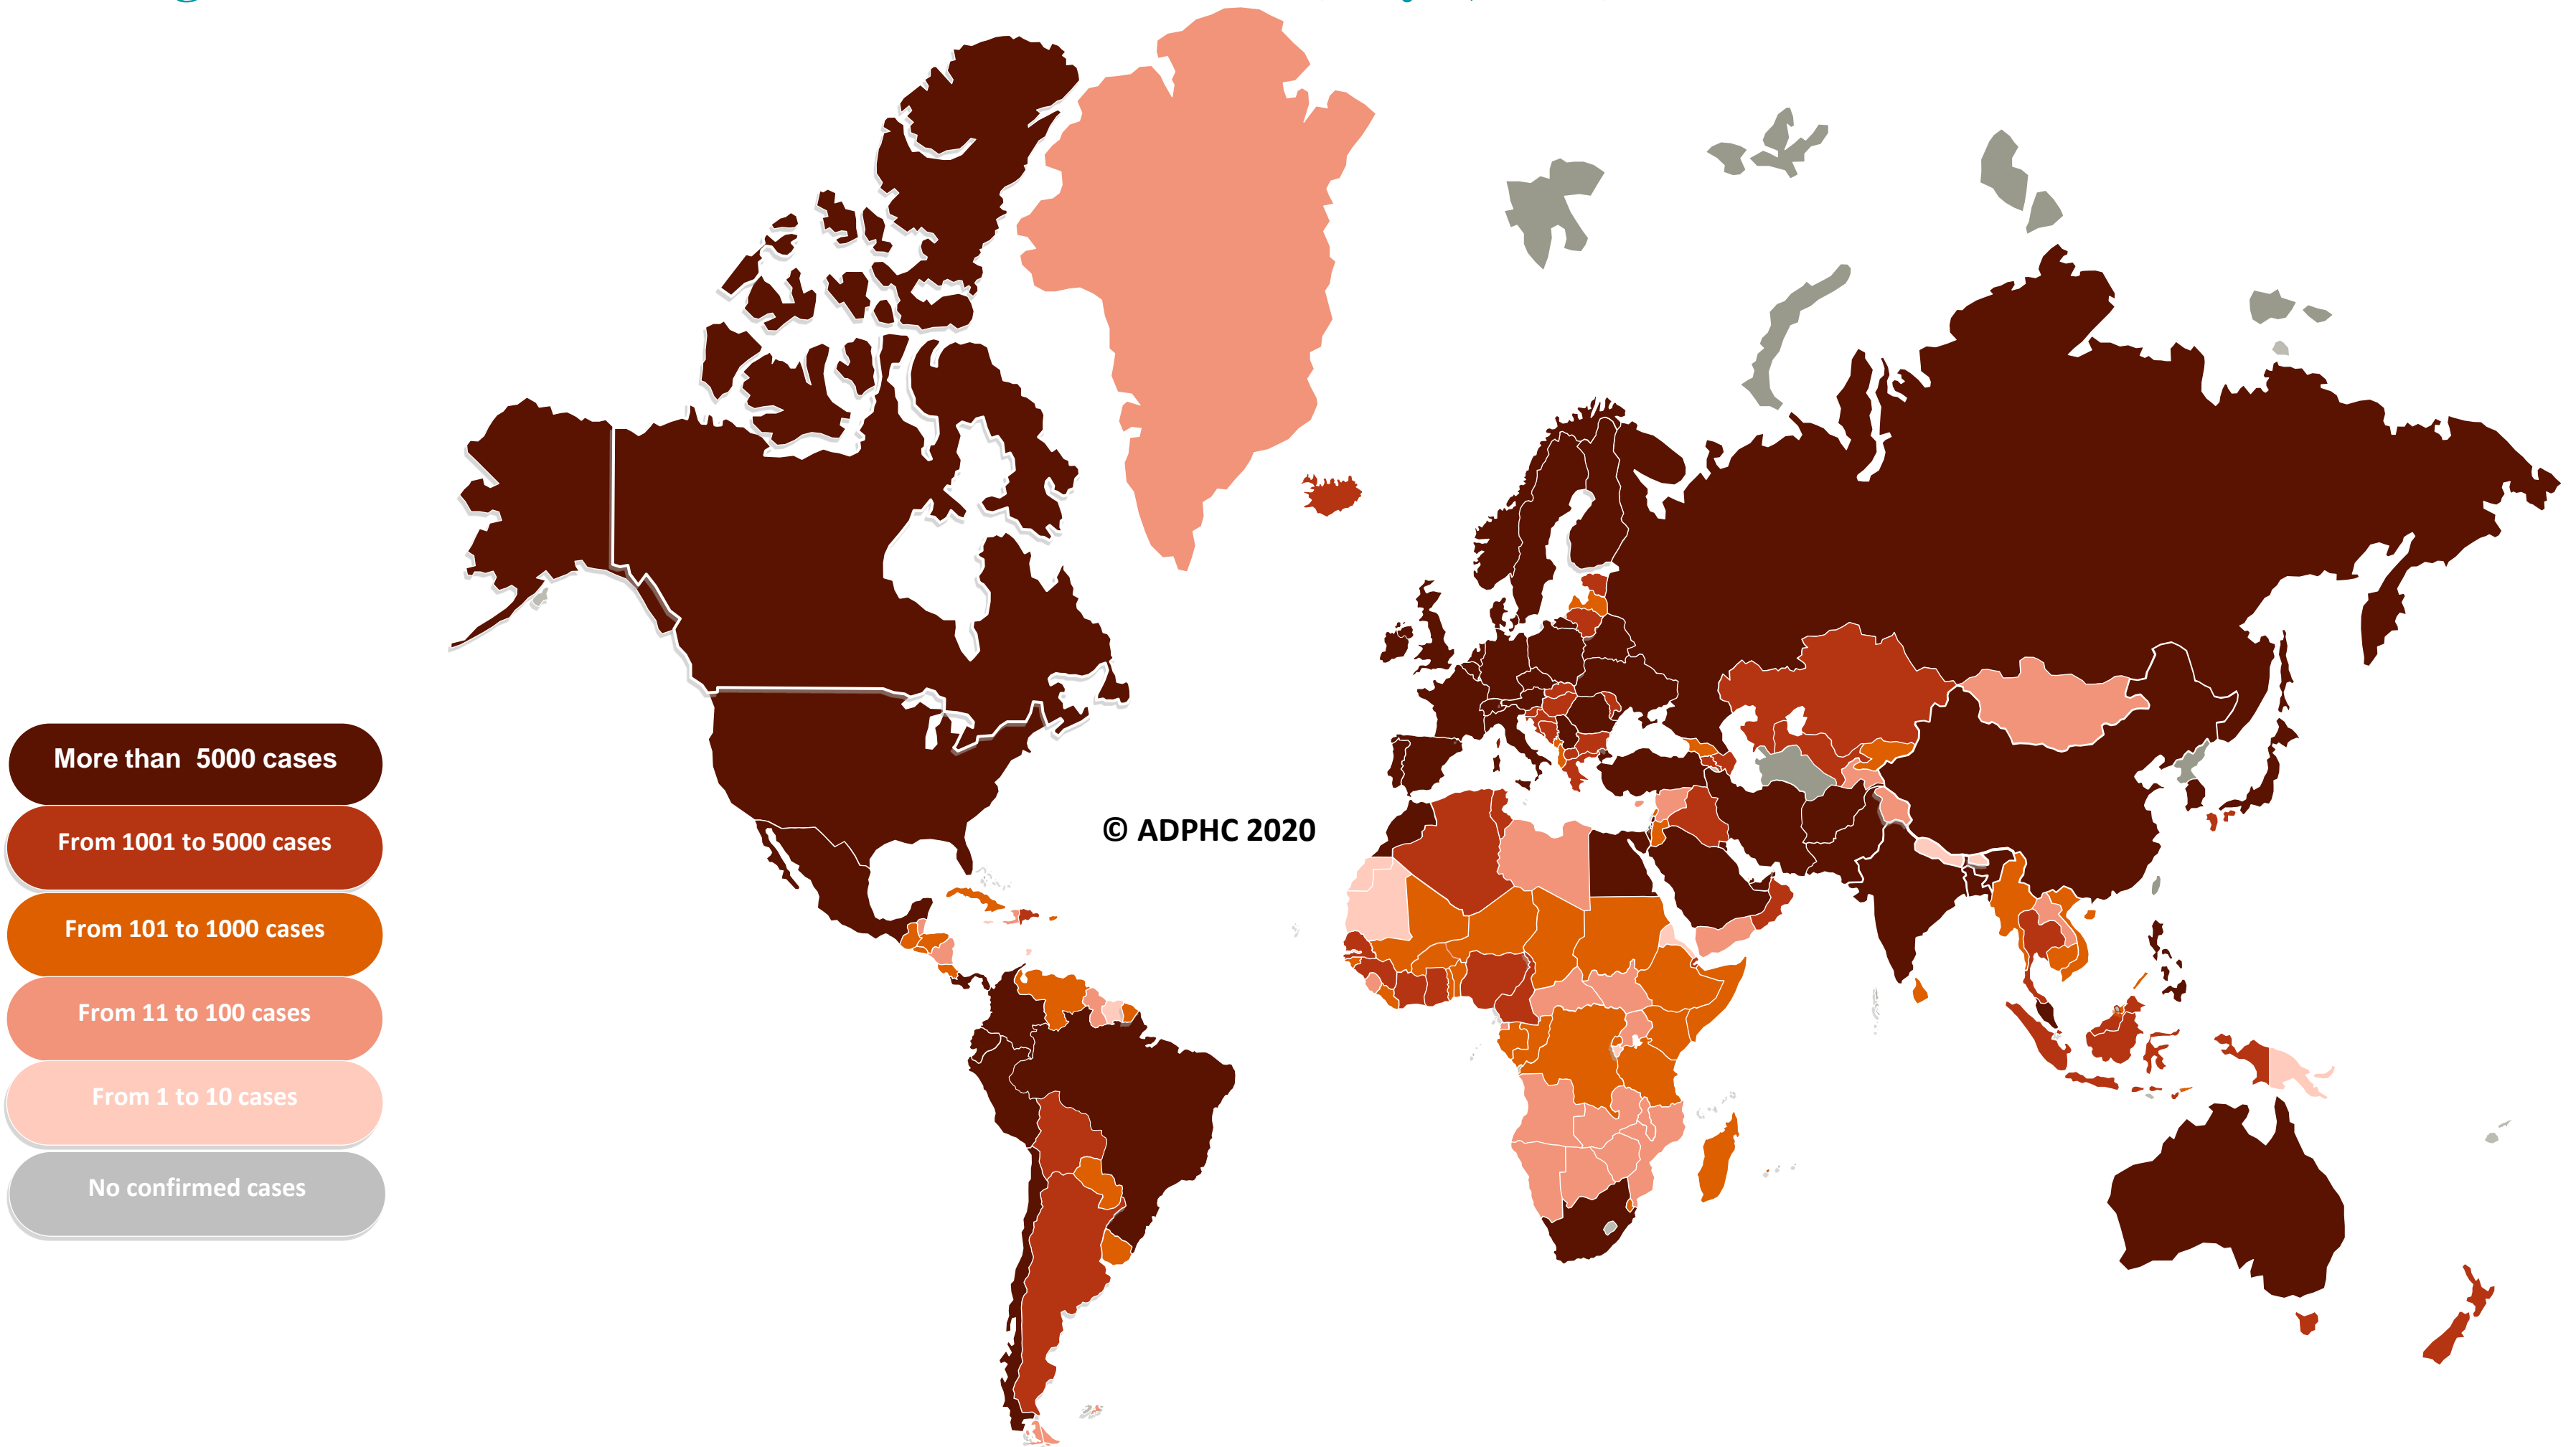 More than  5000 cases
From 1001 to 5000 cases
© ADPHC 2020
From 101 to 1000 cases
From 11 to 100 cases
From 1 to 10 cases
No confirmed cases